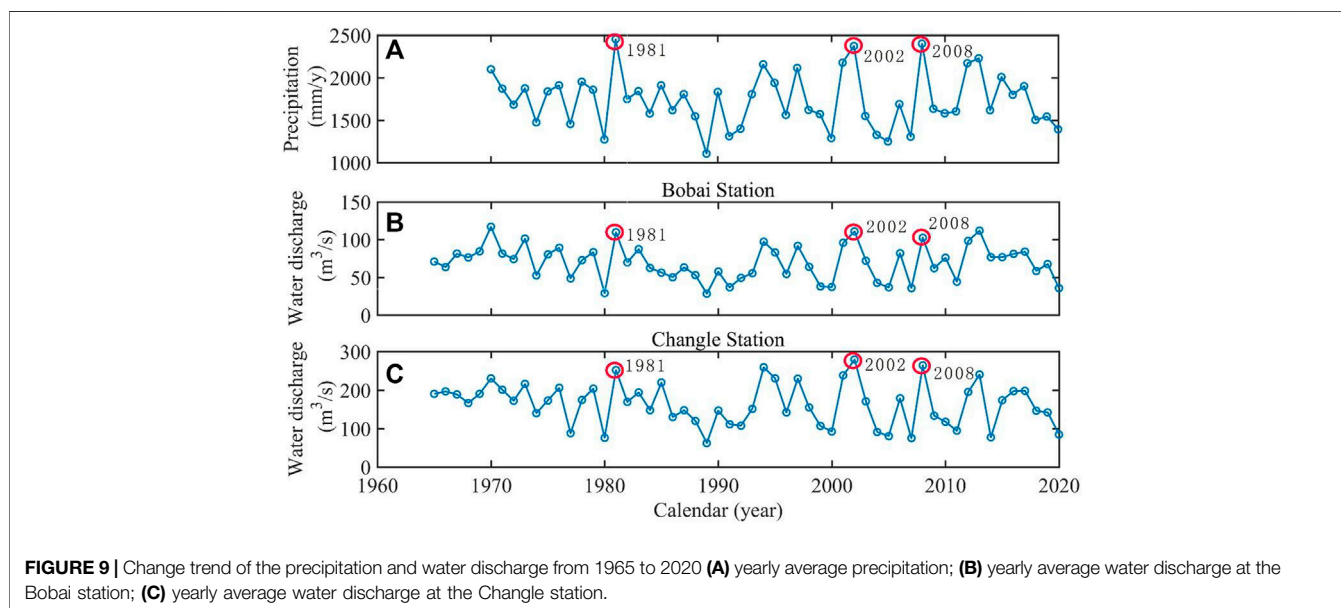 A
2500
2000
1500
1000
Precipitation
(mm/y)
1981
2002
2008
Bobai Station
B
150
100
50
0
Water discharge
(m³/s)
1981
2002
2008
Changle Station
C
300
200
100
0
Water discharge
(m³/s)
1981
2002
2008
1960 1970 1980 1990 2000 2010 2020
Calendar (year)
FIGURE 9 | Change trend of the precipitation and water discharge from 1965 to 2020 (A) yearly average precipitation; (B) yearly average water discharge at the
Bobai station; (C) yearly average water discharge at the Changle station.